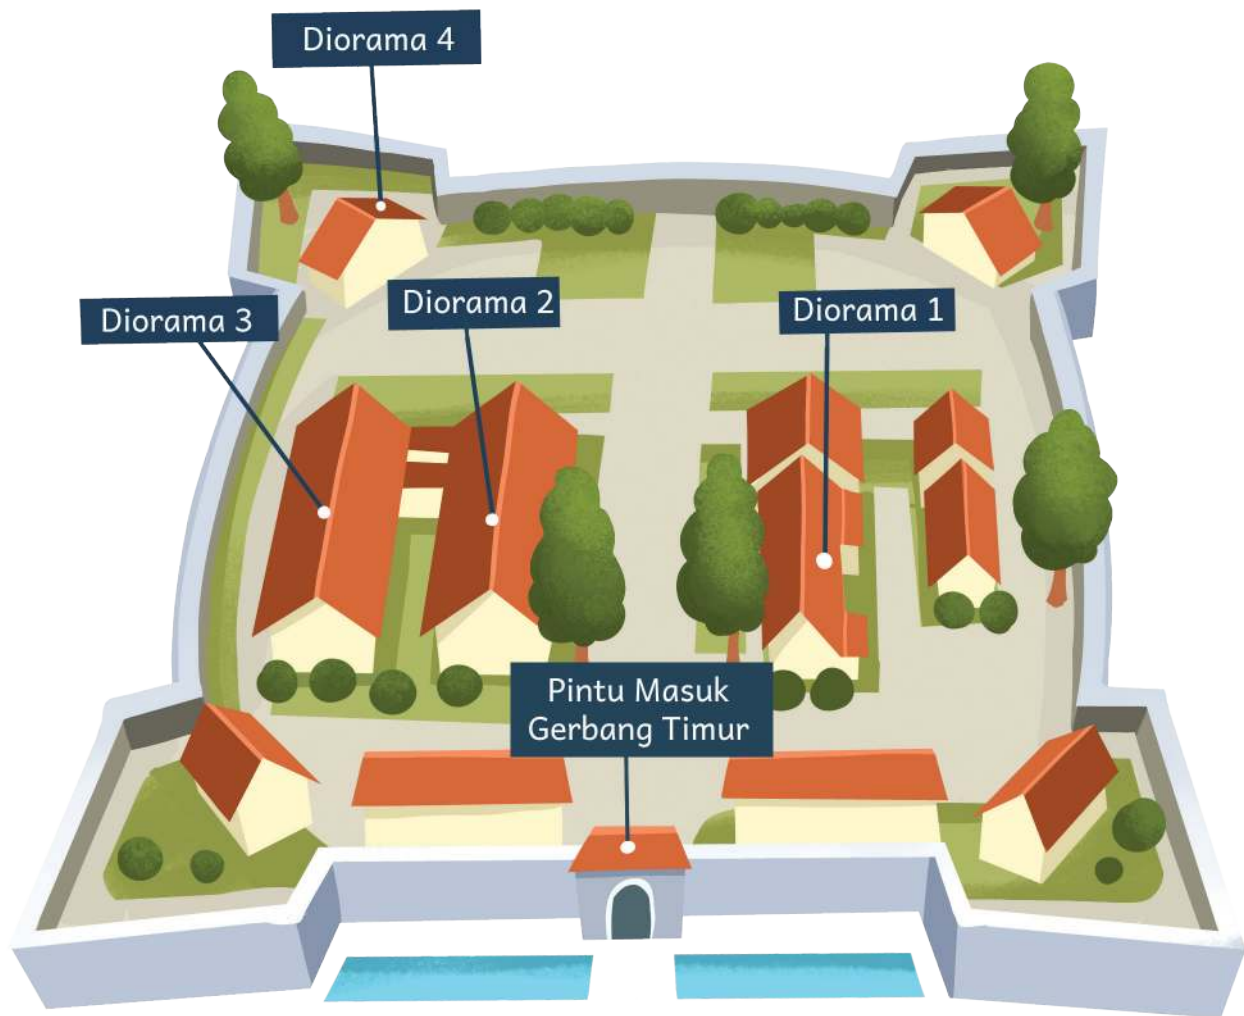 Diorama 4
Diorama 3
Diorama 2
Diorama 1
Pintu Masuk
Gerbang Timur